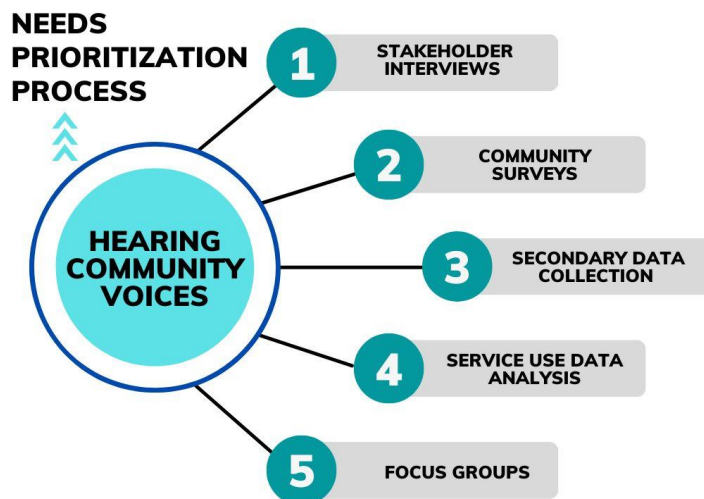 NEEDS
PRIORITIZATION
PROCESS
HEARING
COMMUNITY
VOICES
1
STAKEHOLDER
INTERVIEWS
2
COMMUNITY
SURVEYS
3
SECONDARY DATA
COLLECTION
4
SERVICE USE DATA
ANALYSIS
5
FOCUS GROUPS